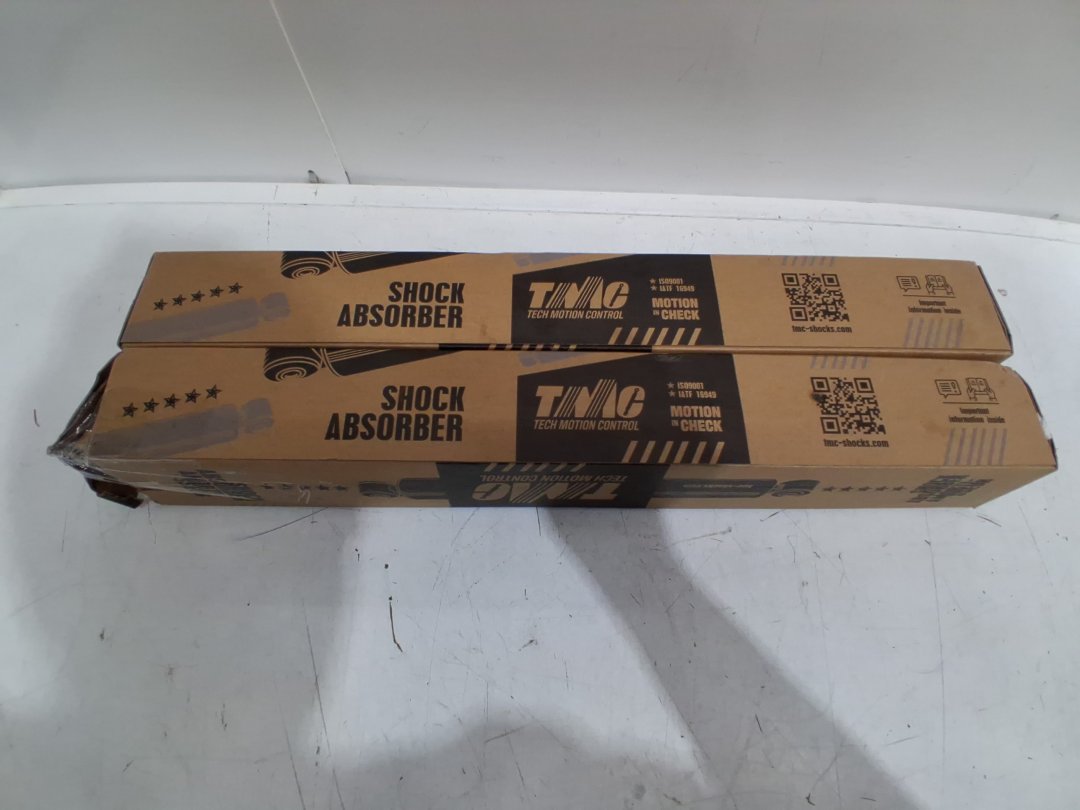 SHOCK
ABSORBER
TMC
TECH MOTION CONTROL
ISO9001
IATF 16949
MOTION
IN CHECK
tmc-shocks.com
Important
information inside
SHOCK
ABSORBER
TMC
TECH MOTION CONTROL
ISO9001
IATF 16949
MOTION
IN CHECK
tmc-shocks.com
Important
information inside
TMC
TECH MOTION CONTROL